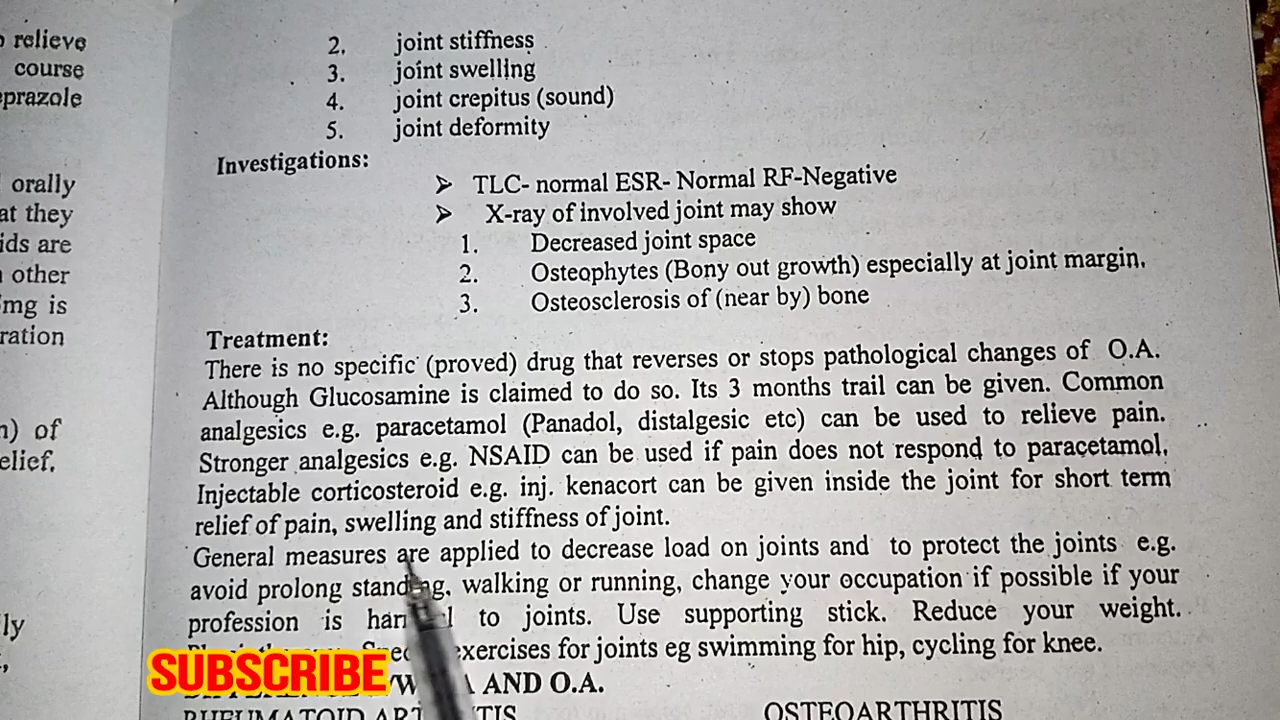 relieve
course
prazole
orally
at they
ids are
other
mg is
ration
of
elief.
ly
2. joint stiffness
3. joint swelling
4. joint crepitus (sound)
5. joint deformity
Investigations:
➢ TLC- normal ESR- Normal RF-Negative
➢ X-ray of involved joint may show
1. Decreased joint space
2. Osteophytes (Bony out growth) especially at joint margin.
3. Osteosclerosis of (near by) bone
Treatment:
There is no specific (proved) drug that reverses or stops pathological changes of O.A.
Although Glucosamine is claimed to do so. Its 3 months trail can be given. Common
analgesics e.g. paracetamol (Panadol, distalgesic etc) can be used to relieve pain.
Stronger analgesics e.g. NSAID can be used if pain does not respond to paracetamol.
Injectable corticosteroid e.g. inj. kenacort can be given inside the joint for short term
relief of pain, swelling and stiffness of joint.
General measures are applied to decrease load on joints and to protect the joints e.g.
avoid prolong standing, walking or running, change your occupation if possible if your
profession is to joints. Use supporting stick. Reduce your weight.
exercises for joints eg swimming for hip, cycling for knee.
AND O.A.
OSTEOARTHRITIS
SUBSCRIBE